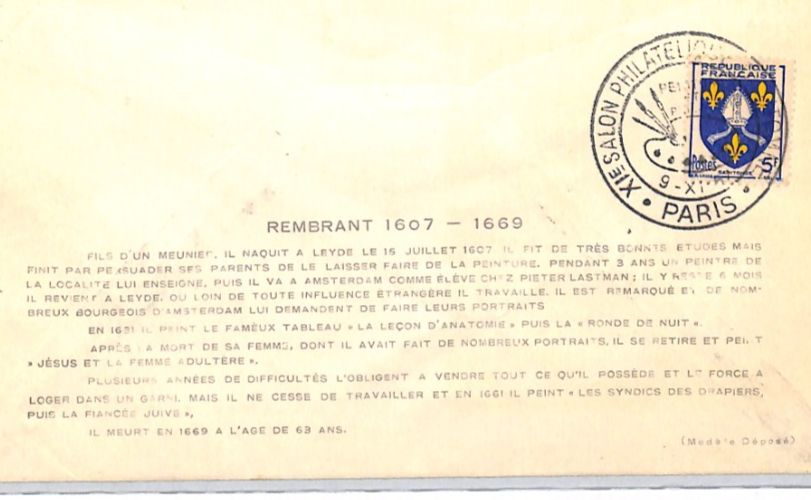 XIE SALON PHILATELIQUE
REPUBLIQUE
FRANCAISE
Postes
5F
9-XI
• PARIS •
REMBRANT 1607 — 1669
FILS D'UN MEUNIER, IL NAQUIT A LEYDE LE 15 JUILLET 1607 IL FIT DE TRÈS BONNES ETUDES MAIS
FINIT PAR PERSUADER SES PARENTS DE LE LAISSER FAIRE DE LA PEINTURE. PENDANT 3 ANS UN PEINTRE DE
LA LOCALITÉ LUI ENSEIGNE, PUIS IL VA A AMSTERDAM COMME ÉLÈVE CHEZ PIETER LASTMAN ; IL Y RESTE 6 MOIS
IL REVIENT A LEYDE, OU LOIN DE TOUTE INFLUENCE ÉTRANGÈRE IL TRAVAILLE. IL EST REMARQUÉ ET DE NOM-
BREUX BOURGEOIS D'AMSTERDAM LUI DEMANDENT DE FAIRE LEURS PORTRAITS
EN 1631 IL PEINT LE FAMEUX TABLEAU « LA LEÇON D'ANATOMIE » PUIS LA « RONDE DE NUIT ».
APRÈS LA MORT DE SA FEMME, DONT IL AVAIT FAIT DE NOMBREUX PORTRAITS, IL SE RETIRE ET PEINT
» JÉSUS ET LA FEMME ADULTÈRE ».
PLUSIEURS ANNÉES DE DIFFICULTÉS L'OBLIGENT A VENDRE TOUT CE QU'IL POSSÈDE ET LE FORCE A
LOGER DANS UN GARNI. MAIS IL NE CESSE DE TRAVAILLER ET EN 1661 IL PEINT « LES SYNDICS DES DRAPIERS,
PUIS LA FIANCÉE JUIVE »,
IL MEURT EN 1669 A L'AGE DE 63 ANS.
(Modèle Déposé)